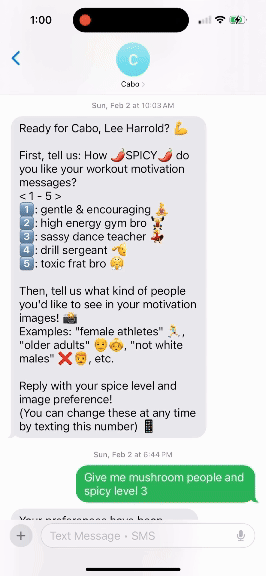 1:00
C
Cabo
Sun, Feb 2 at 10:03 AM
Ready for Cabo, Lee Harrold? 💪
First, tell us: How 🌶️SPICY🌶️ do
you like your workout motivation
messages?
< 1 - 5 >
1️⃣: gentle & encouraging
2️⃣: high energy gym bro
3️⃣: sassy dance teacher 💃
4️⃣: drill sergeant
5️⃣: toxic frat bro
Then, tell us what kind of people
you'd like to see in your motivation
images! 📸
Examples: "female athletes" ,
"older adults" , "not white
males" ❌, etc.
Reply with your spice level and
image preference!
(You can change these at any time
by texting this number) 📱
Sun, Feb 2 at 6:44 PM
Give me mushroom people and
spicy level 3
Your preferences have been
Text Message • SMS